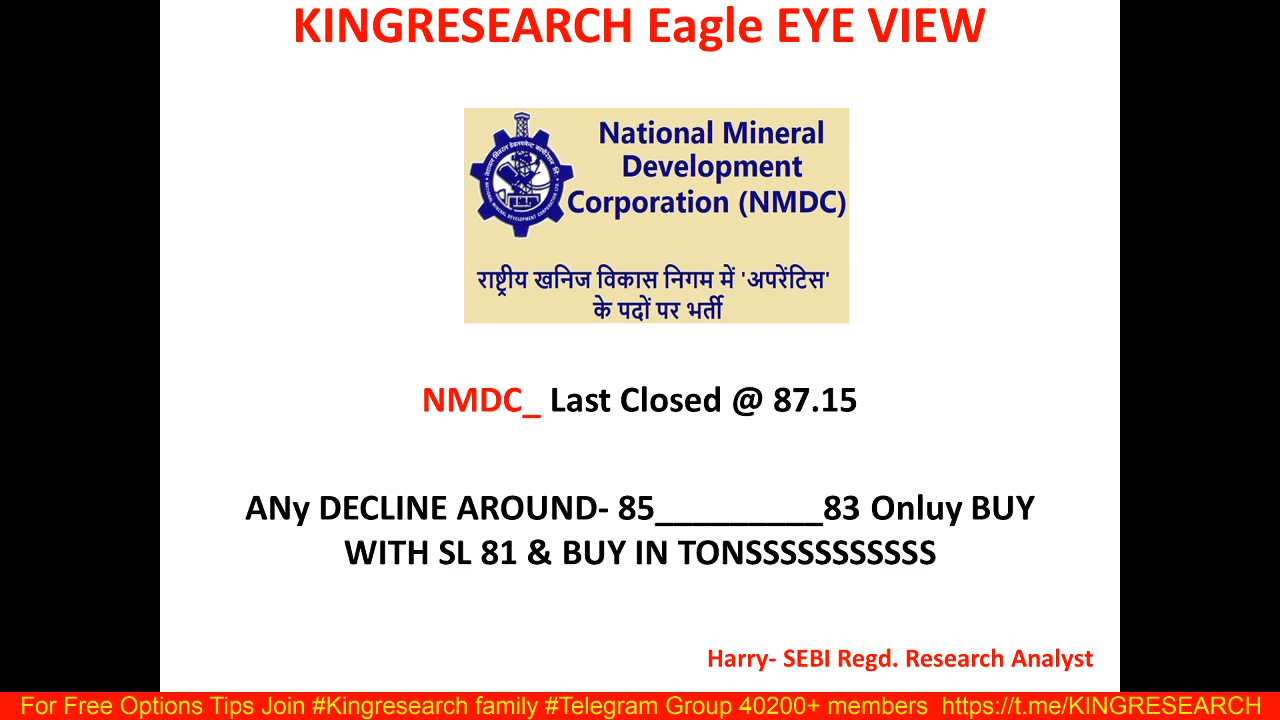 KINGRESEARCH Eagle EYE VIEW
National Mineral
Development
Corporation (NMDC)
राष्ट्रीय खनिज विकास निगम में 'अपरेंटिस'
के पदों पर भर्ती
NMDC_ Last Closed @ 87.15
ANy DECLINE AROUND- 85_________83 Onluy BUY
WITH SL 81 & BUY IN TONSSSSSSSSSSS
Harry- SEBI Regd. Research Analyst
For Free Options Tips Join #Kingresearch family #Telegram Group 40200+ members https://t.me/KINGRESEARCH